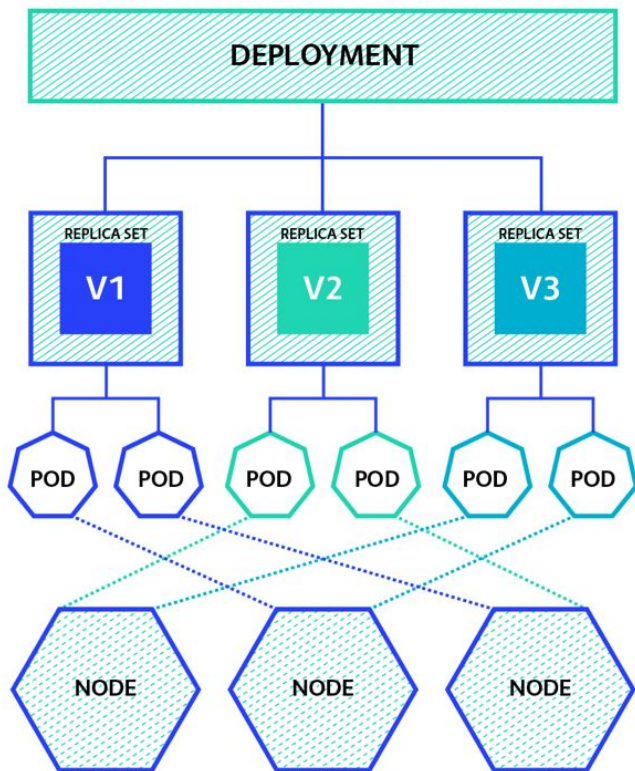 DEPLOYMENT
REPLICA SET
V1
REPLICA SET
V2
REPLICA SET
V3
POD
POD
POD
POD
POD
POD
NODE
NODE
NODE